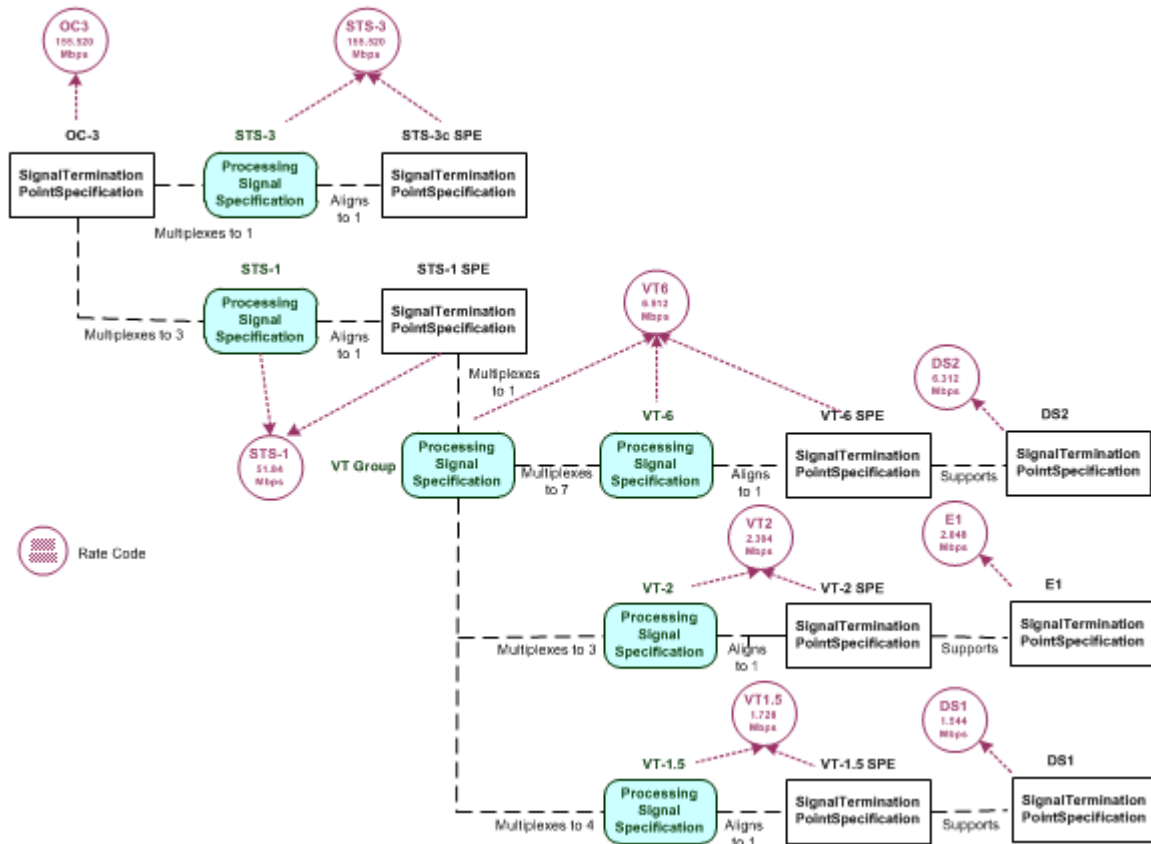 OC3
155.520
Mbps
STS-3
155.520
Mbps
OC-3
STS-3
STS-3c SPE
SignalTermination
PointSpecification
Processing
Signal
Specification
SignalTermination
PointSpecification
Aligns
to 1
Multiplexes to 1
STS-1
STS-1 SPE
VT6
6.912
Mbps
Processing
Signal
Specification
SignalTermination
PointSpecification
Multiplexes to 3
Aligns
to 1
Multiplexes
to 1
DS2
6.312
Mbps
VT-6
VT-6 SPE
DS2
STS-1
51.84
Mbps
VT Group
Processing
Signal
Specification
Processing
Signal
Specification
SignalTermination
PointSpecification
SignalTermination
PointSpecification
Multiplexes
to 7
Aligns
to 1
Supports
Rate Code
VT2
2.304
Mbps
E1
2.048
Mbps
VT-2
VT-2 SPE
E1
Processing
Signal
Specification
SignalTermination
PointSpecification
SignalTermination
PointSpecification
Multiplexes to 3
Aligns
to 1
Supports
VT1.5
1.728
Mbps
DS1
1.544
Mbps
VT-1.5
VT-1.5 SPE
DS1
Processing
Signal
Specification
SignalTermination
PointSpecification
SignalTermination
PointSpecification
Multiplexes to 4
Aligns
to 1
Supports